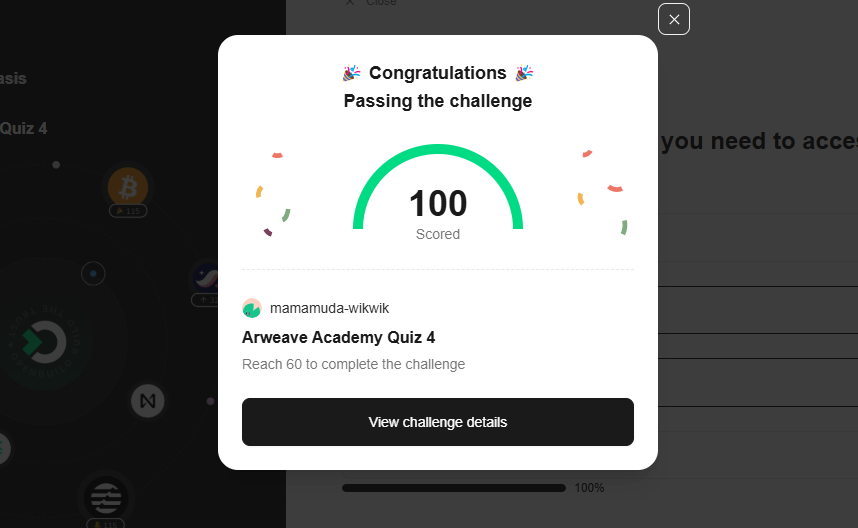 Close
asis
Quiz 4
you need to acces
115
Congratulations
Passing the challenge
100
Scored
mamamuda-wikwik
Arweave Academy Quiz 4
Reach 60 to complete the challenge
View challenge details
100%
115